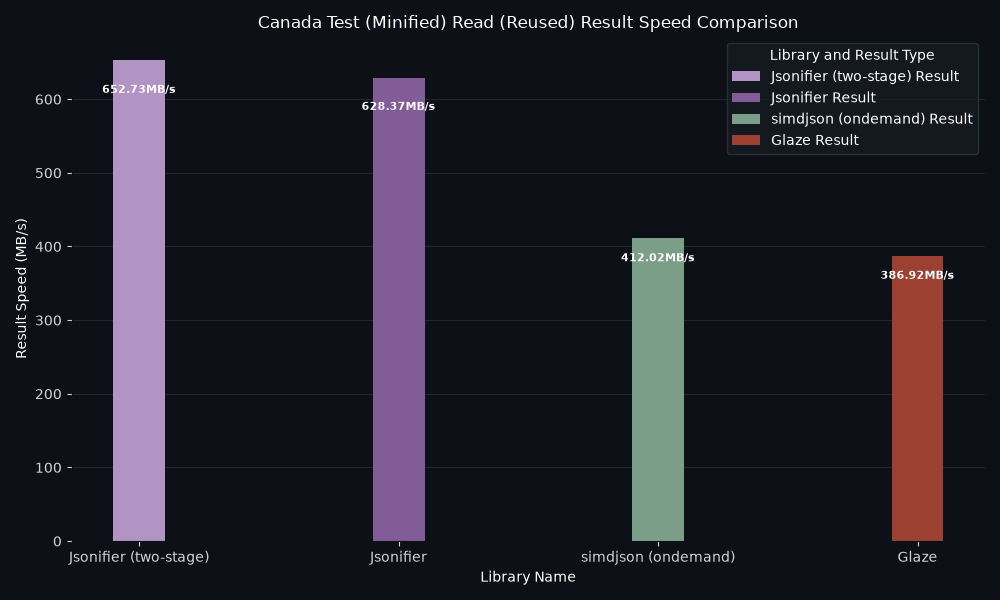 Canada Test (Minified) Read (Reused) Result Speed Comparison
Library and Result Type
Jsonifier (two-stage) Result
Jsonifier Result
simdjson (ondemand) Result
Glaze Result
652.73MB/s
628.37MB/s
412.02MB/s
386.92MB/s
Result Speed (MB/s)
600
500
400
300
200
100
0
Jsonifier (two-stage)
Jsonifier
simdjson (ondemand)
Glaze
Library Name